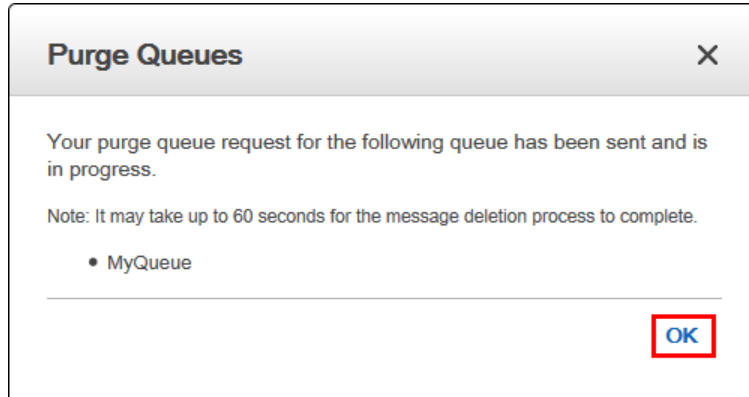 Purge Queues
Your purge queue request for the following queue has been sent and is
in progress.
Note: It may take up to 60 seconds for the message deletion process to complete.
• MyQueue
OK